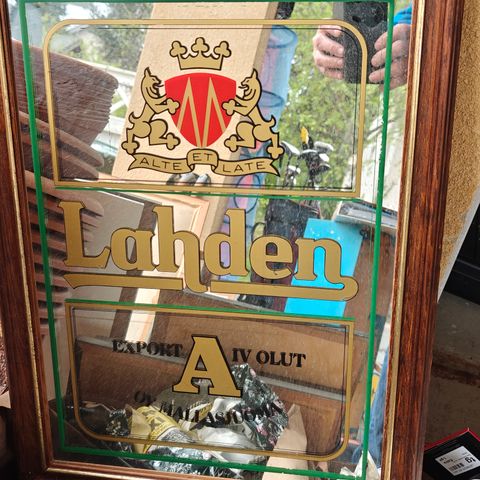 ALTE ET LATE
Lahden
EXPORT A IV OLUT
OY MALLASJUOMA